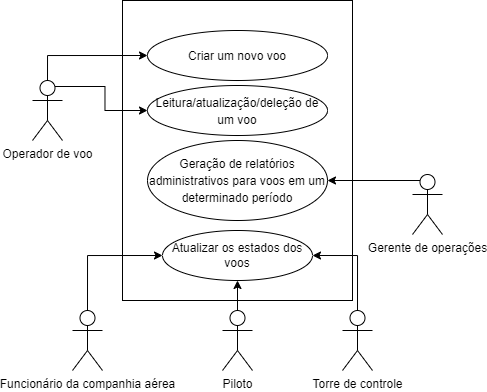 Criar um novo voo
Leitura/atualização/deleção de
um voo
Operador de voo
Geração de relatórios
administrativos para voos em um
determinado período
Gerente de operações
Atualizar os estados dos
voos
Funcionário da companhia aérea
Piloto
Torre de controle